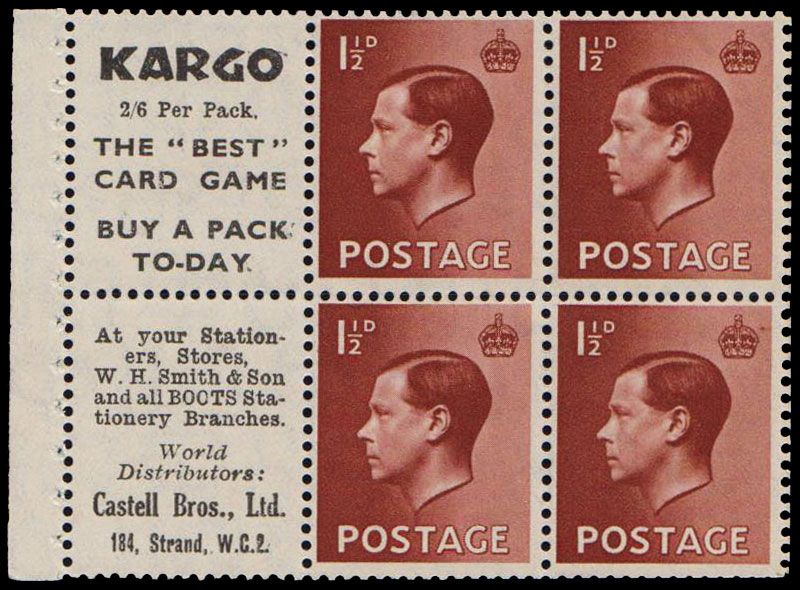 KARGO
2/6 Per Pack.
THE "BEST"
CARD GAME
BUY A PACK
TO-DAY.
At your Station-
ers, Stores,
W. H. Smith & Son
and all BOOTS Sta-
tionery Branches.
World
Distributors:
Castell Bros., Ltd.
184, Strand, W.C.2.
1½D
POSTAGE
1½D
POSTAGE
1½D
POSTAGE
1½D
POSTAGE